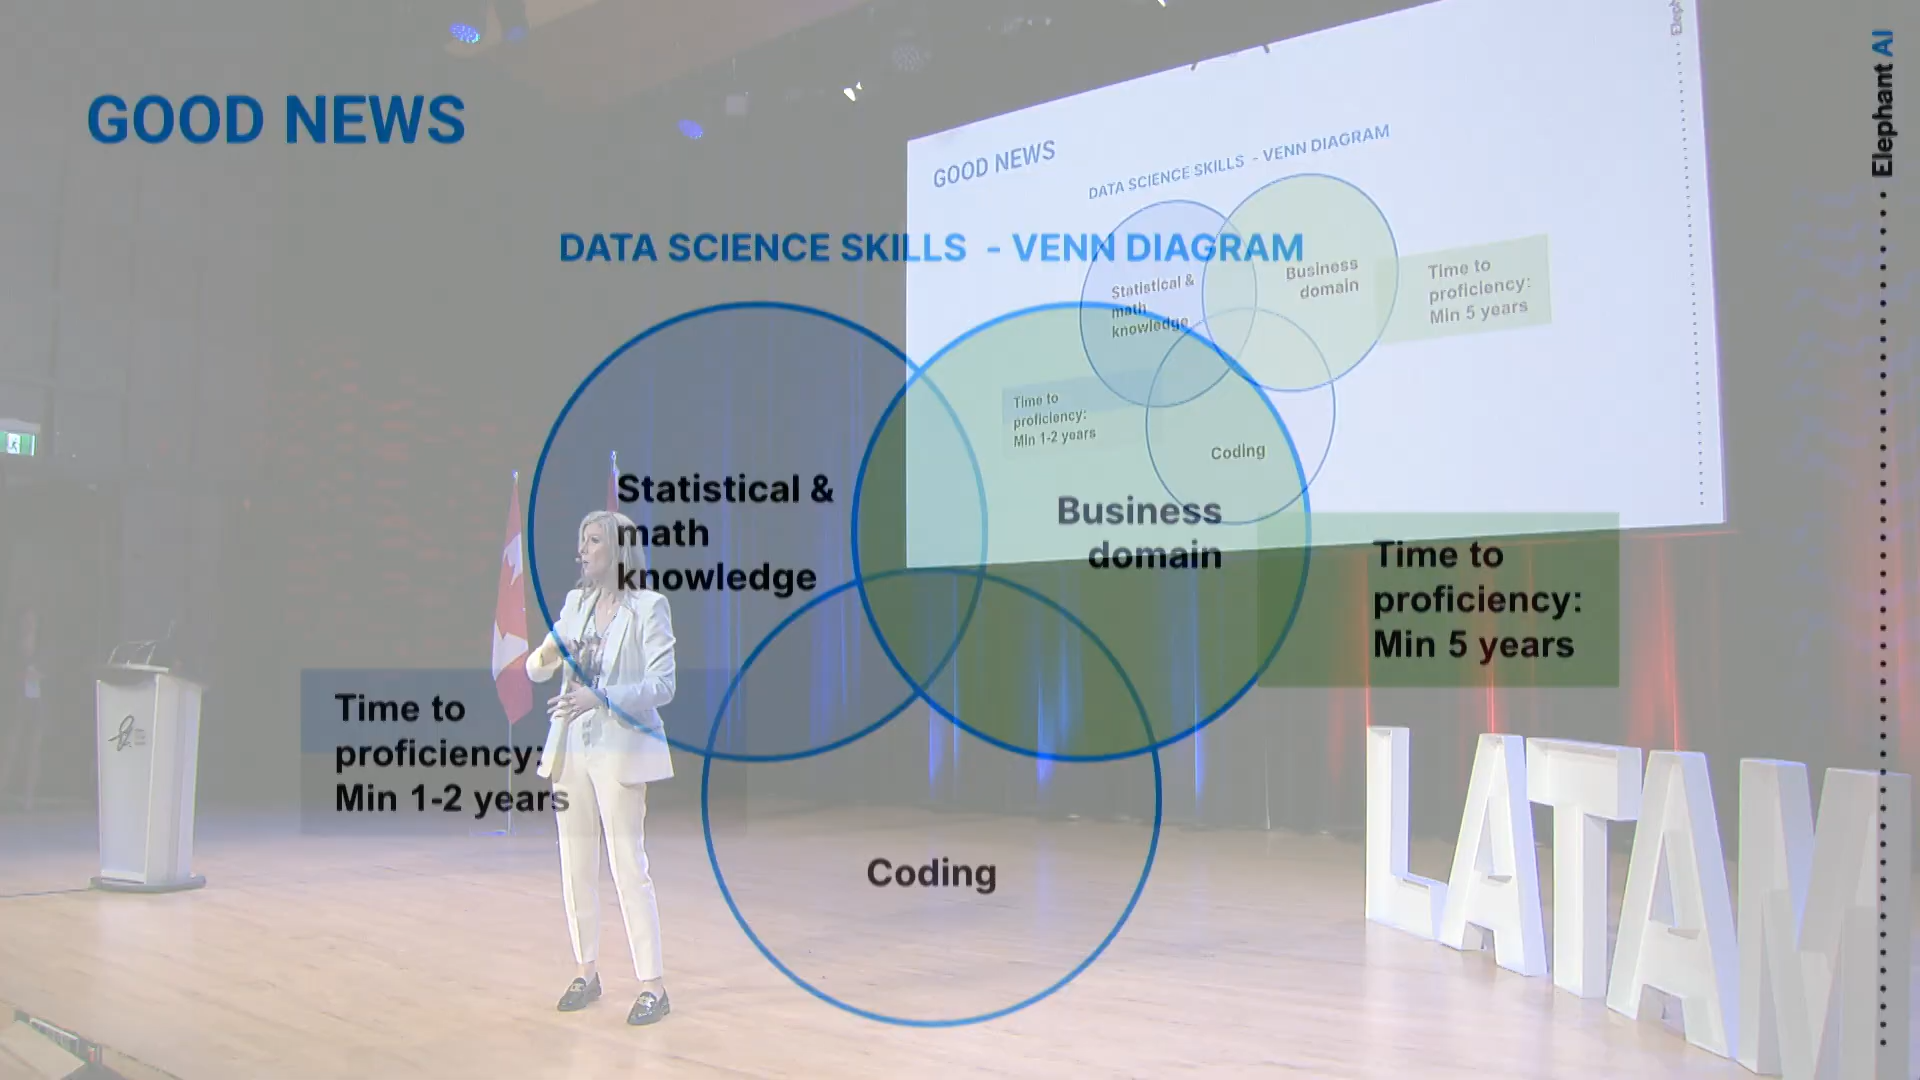 GOOD NEWS
DATA SCIENCE SKILLS - VENN DIAGRAM
Statistical &
math
knowledge
Business
domain
Time to
proficiency:
Min 5 years
Time to
proficiency:
Min 1-2 years
Coding
Elephant AI
GOOD NEWS
DATA SCIENCE SKILLS - VENN DIAGRAM
Statistical &
math
knowledge
Business
domain
Time to
proficiency:
Min 5 years
Time to
proficiency:
Min 1-2 years
Coding
Eleph
LATAM